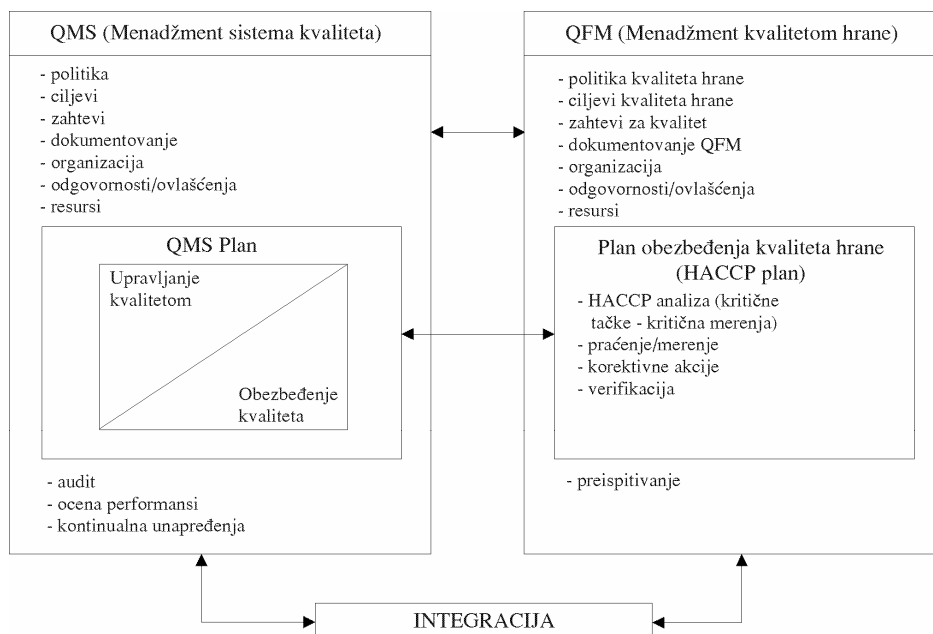 QMS (Menadžment sistema kvaliteta)
- politika
- ciljevi
- zahtevi
- dokumentovanje
- organizacija
- odgovornosti/ovlašćenja
- resursi
QMS Plan
Upravljanje
kvalitetom
Obezbeđenje
kvaliteta
- audit
- ocena performansi
- kontinualna unapređenja
QFM (Menadžment kvalitetom hrane)
- politika kvaliteta hrane
- ciljevi kvaliteta hrane
- zahtevi za kvalitet
- dokumentovanje QFM
- organizacija
- odgovornosti/ovlašćenja
- resursi
Plan obezbeđenja kvaliteta hrane
(HACCP plan)
- HACCP analiza (kritične
tačke - kritična merenja)
- praćenje/merenje
- korektivne akcije
- verifikacija
- preispitivanje
INTEGRACIJA